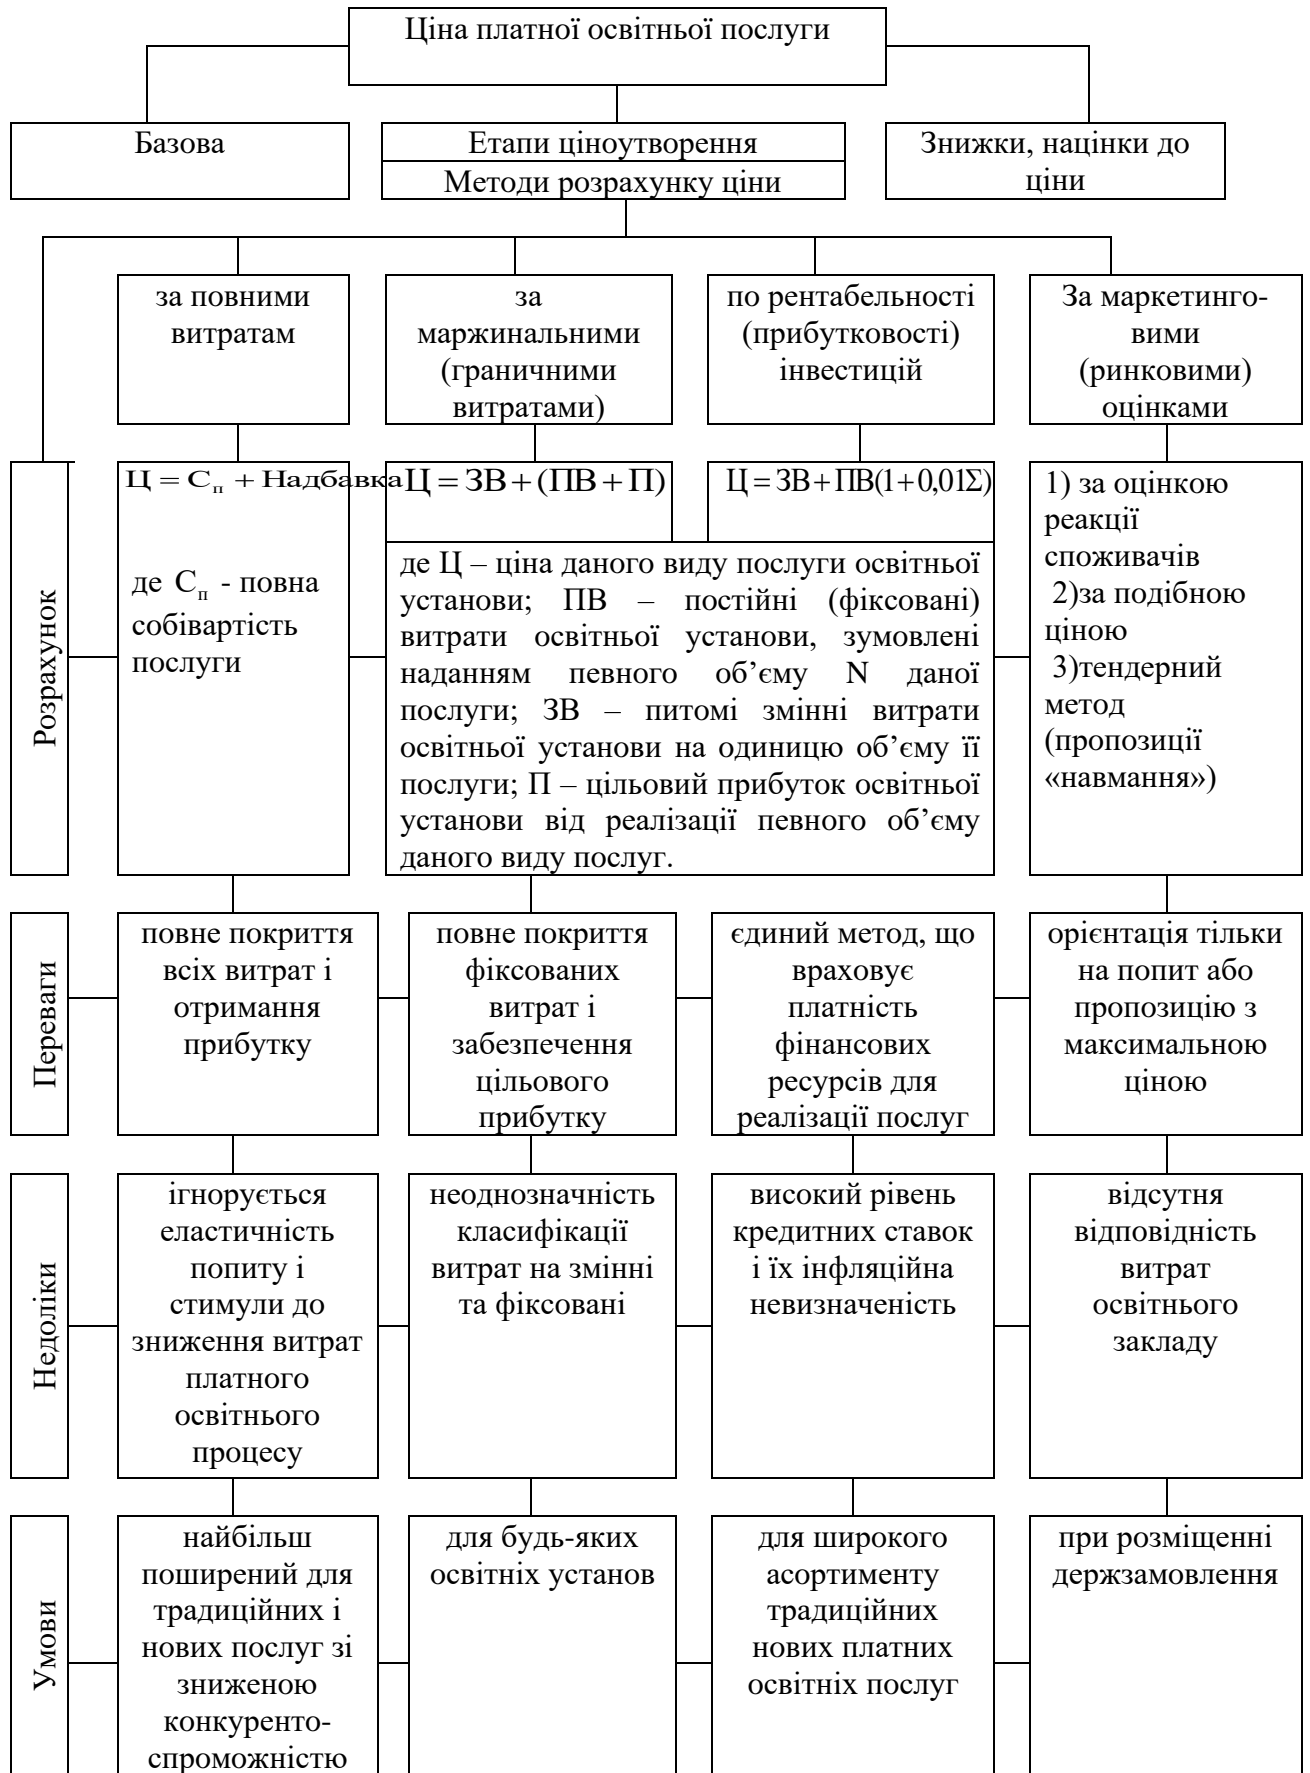 Ціна платної освітньої послуги
Базова
Етапи ціноутворення
Методи розрахунку ціни
Знижки, націнки до
ціни
за повними
витратам
за
маржинальними
(граничними
витратами)
по рентабельності
(прибутковості)
інвестицій
За маркетинго-
вими
(ринковими)
оцінками
Розрахунок
Ц = Сп + Надбавка
де Сп - повна
собівартість
послуги
Ц = ЗВ + (ПВ + П)
Ц = ЗВ + ПВ(1 + 0,01Σ)
де Ц – ціна даного виду послуги освітньої
установи; ПВ – постійні (фіксовані)
витрати освітньої установи, зумовлені
наданням певного об’єму N даної
послуги; ЗВ – питомі змінні витрати
освітньої установи на одиницю об’єму її
послуги; П – цільовий прибуток освітньої
установи від реалізації певного об’єму
даного виду послуг.
1) за оцінкою
реакції
споживачів
2)за подібною
ціною
3)тендерний
метод
(пропозиції
«навмання»)
Переваги
повне покриття
всіх витрат і
отримання
прибутку
повне покриття
фіксованих
витрат і
забезпечення
цільового
прибутку
єдиний метод, що
враховує
платність
фінансових
ресурсів для
реалізації послуг
орієнтація тільки
на попит або
пропозицію з
максимальною
ціною
Недоліки
ігнорується
еластичність
попиту і
стимули до
зниження витрат
платного
освітнього
процесу
неоднозначність
класифікації
витрат на змінні
та фіксовані
високий рівень
кредитних ставок
і їх інфляційна
невизначеність
відсутня
відповідність
витрат
освітнього
закладу
Умови
найбільш
поширений для
традиційних і
нових послуг зі
зниженою
конкуренто-
спроможністю
для будь-яких
освітніх установ
для широкого
асортименту
традиційних
нових платних
освітніх послуг
при розміщенні
держзамовлення